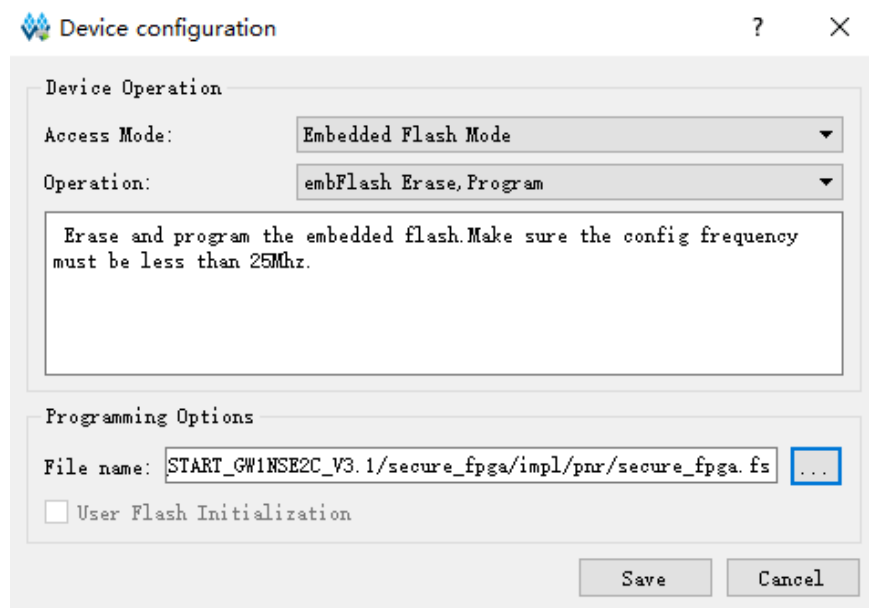 Device configuration
?
Device Operation
Access Mode:
Embedded Flash Mode
Operation:
embFlash Erase,Program
Erase and program the embedded flash.Make sure the config frequency
must be less than 25Mhz.
Programming Options
File name:
START_GW1NSE2C_V3.1/secure_fpga/impl/pnr/secure_fpga.fs
...
User Flash Initialization
Save
Cancel